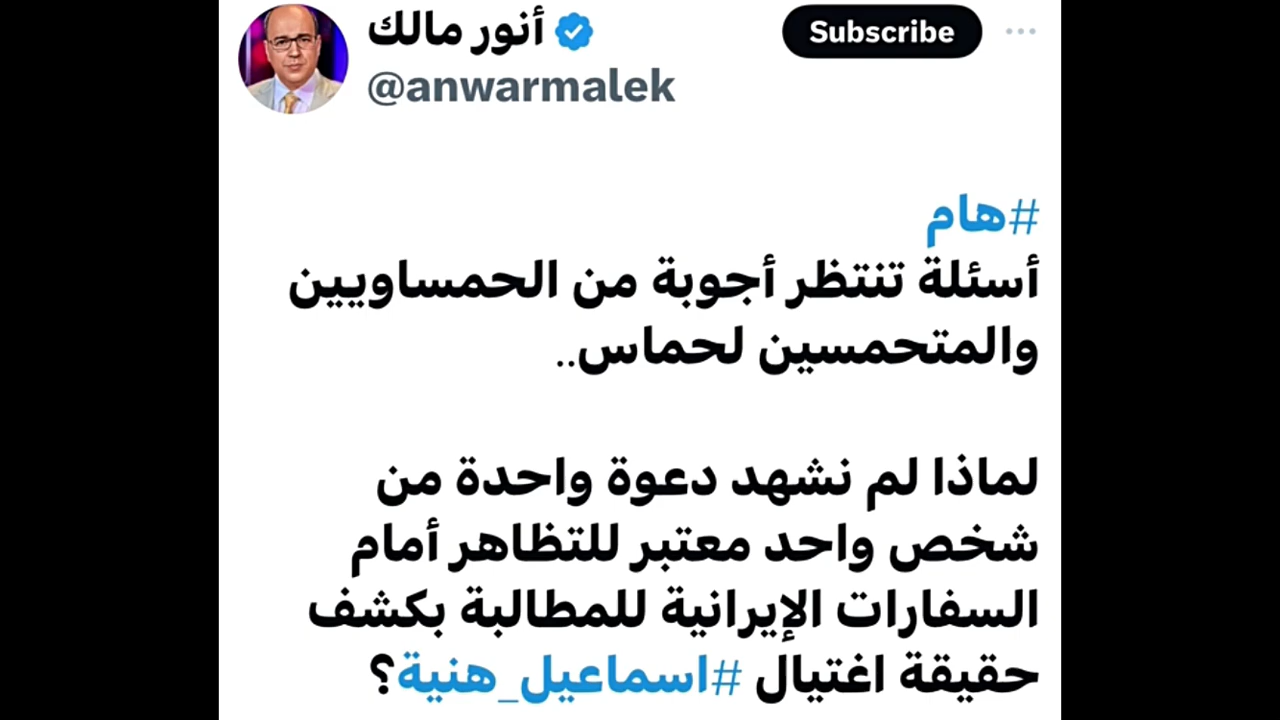 أنور مالك
Subscribe
@anwarmalek
#هام
أسئلة تنتظر أجوبة من الحمساويين
والمتحمسين لحماس..
لماذا لم نشهد دعوة واحدة من
شخص واحد معتبر للتظاهر أمام
السفارات الإيرانية للمطالبة بكشف
حقيقة اغتيال #اسماعيل_هنية؟